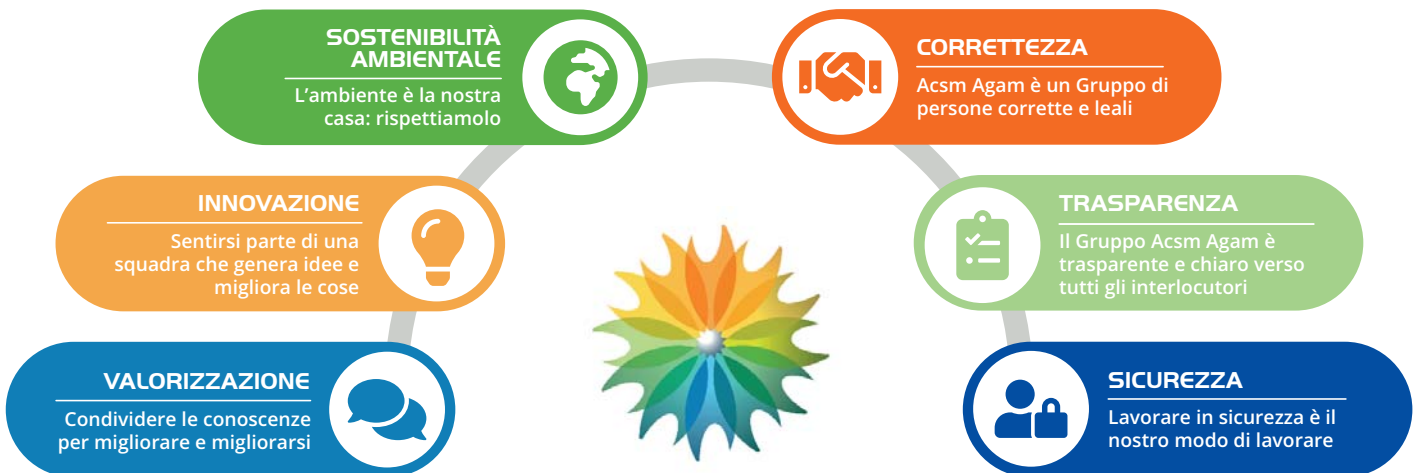 SOSTENIBILITÀ
AMBIENTALE
L'ambiente è la nostra
casa: rispettiamolo
CORRETTEZZA
Acsm Agam è un Gruppo di
persone corrette e leali
INNOVAZIONE
Sentirsi parte di una
squadra che genera idee e
migliora le cose
TRASPARENZA
Il Gruppo Acsm Agam è
trasparente e chiaro verso
tutti gli interlocutori
VALORIZZAZIONE
Condividere le conoscenze
per migliorare e migliorarsi
SICUREZZA
Lavorare in sicurezza è il
nostro modo di lavorare